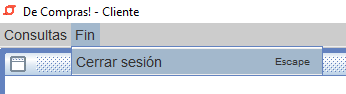 De Compras! - Cliente
Consultas Fin
Cerrar sesión Escape